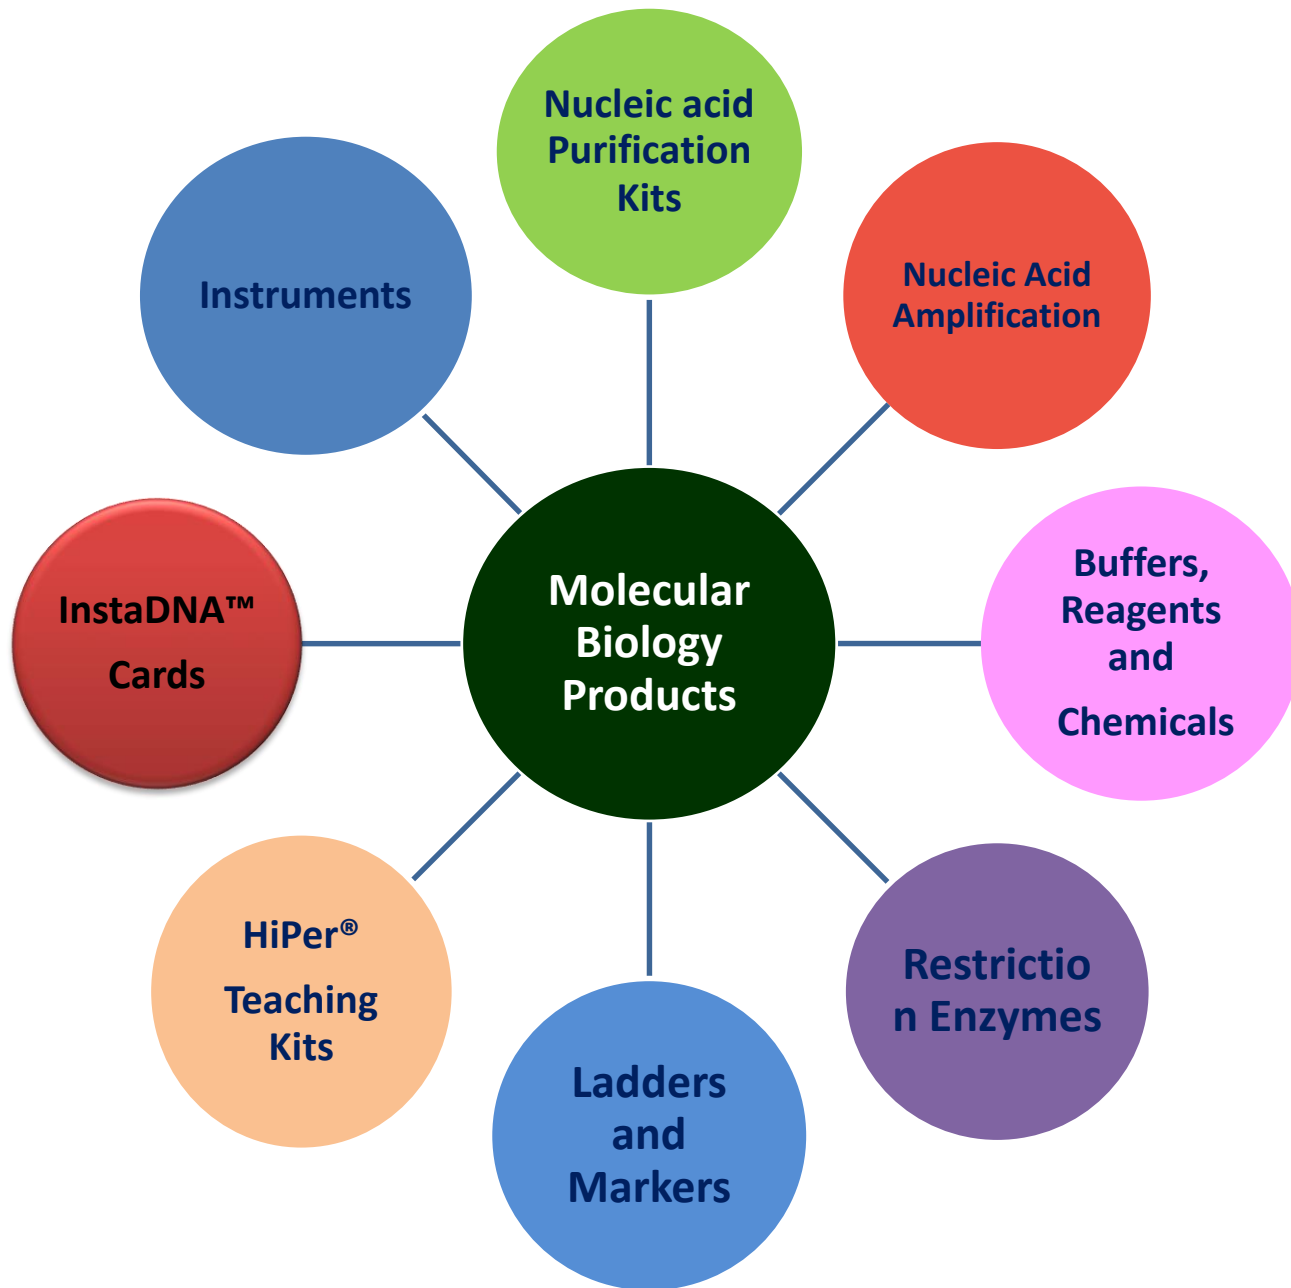 Nucleic acid
Purification
Kits
Nucleic Acid
Amplification
Instruments
Buffers,
Reagents
and
Chemicals
InstaDNA™
Cards
Molecular
Biology
Products
HiPer®
Teaching
Kits
Restrictio
n Enzymes
Ladders
and
Markers